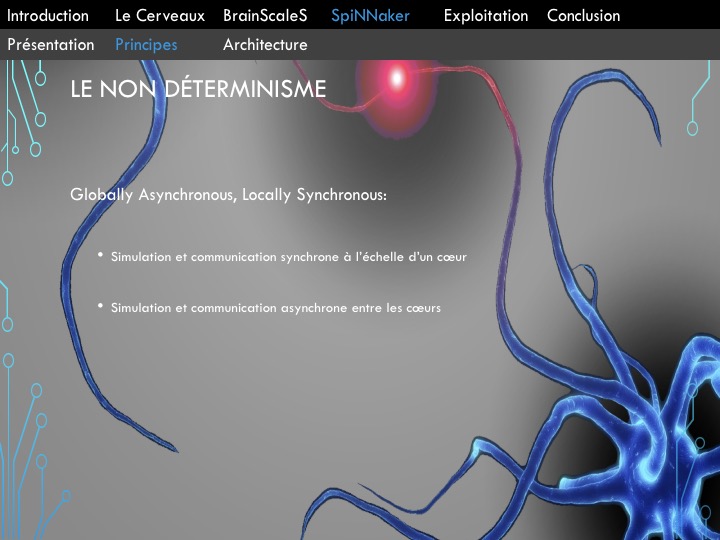 Introduction Le Cerveaux BrainScaleS SpiNNaker Exploitation Conclusion
Présentation Principes Architecture
LE NON DÉTERMINISME
Globally Asynchronous, Locally Synchronous:
• Simulation et communication synchrone à l'échelle d'un cœur
• Simulation et communication asynchrone entre les cœurs